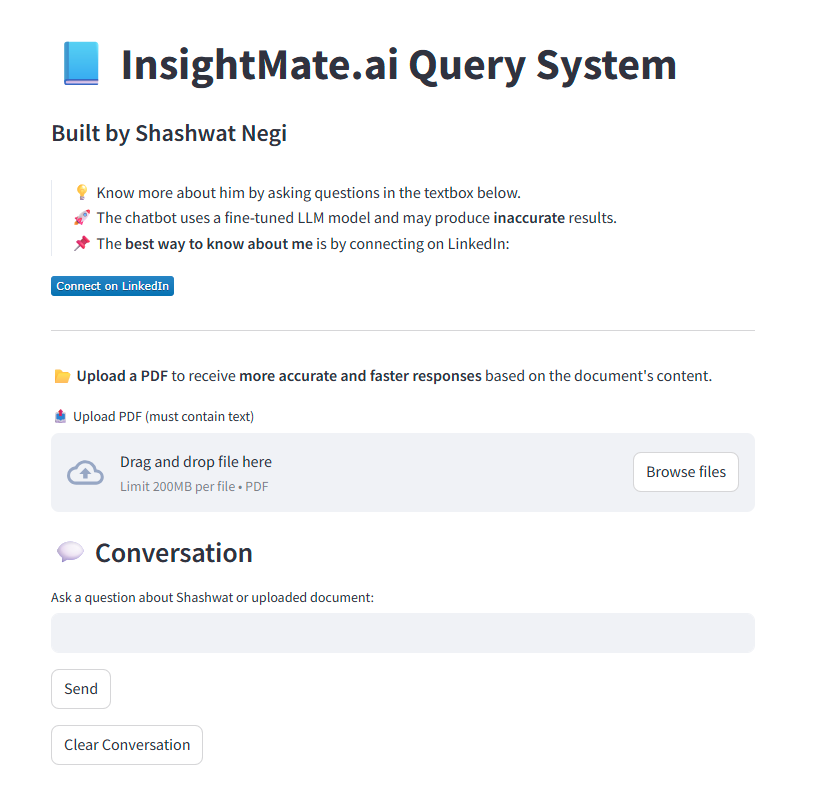 📘 InsightMate.ai Query System
Built by Shashwat Negi
💡 Know more about him by asking questions in the textbox below.
🚀 The chatbot uses a fine-tuned LLM model and may produce inaccurate results.
📌 The best way to know about me is by connecting on LinkedIn:
Connect on LinkedIn
📂 Upload a PDF to receive more accurate and faster responses based on the document's content.
📤 Upload PDF (must contain text)
Drag and drop file here
Limit 200MB per file • PDF
Browse files
💬 Conversation
Ask a question about Shashwat or uploaded document:
Send
Clear Conversation